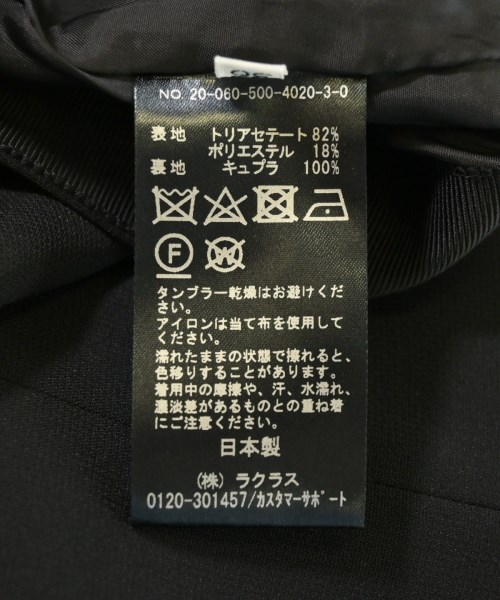 NO. 20-060-500-4020-3-0
表地 トリアセテート 82%
ポリエステル 18%
裏地 キュプラ 100%
F W
タンブラー乾燥はお避けくだ
さい。
アイロンは当て布を使用して
ください。
濡れたままの状態で擦れると、
色移りすることがあります。
着用中の摩擦や、汗、水濡れ、
濃淡差があるものとの重ね着
にご注意ください。
日本製
(株) ラクラス
0120-301457/カスタマーサポート